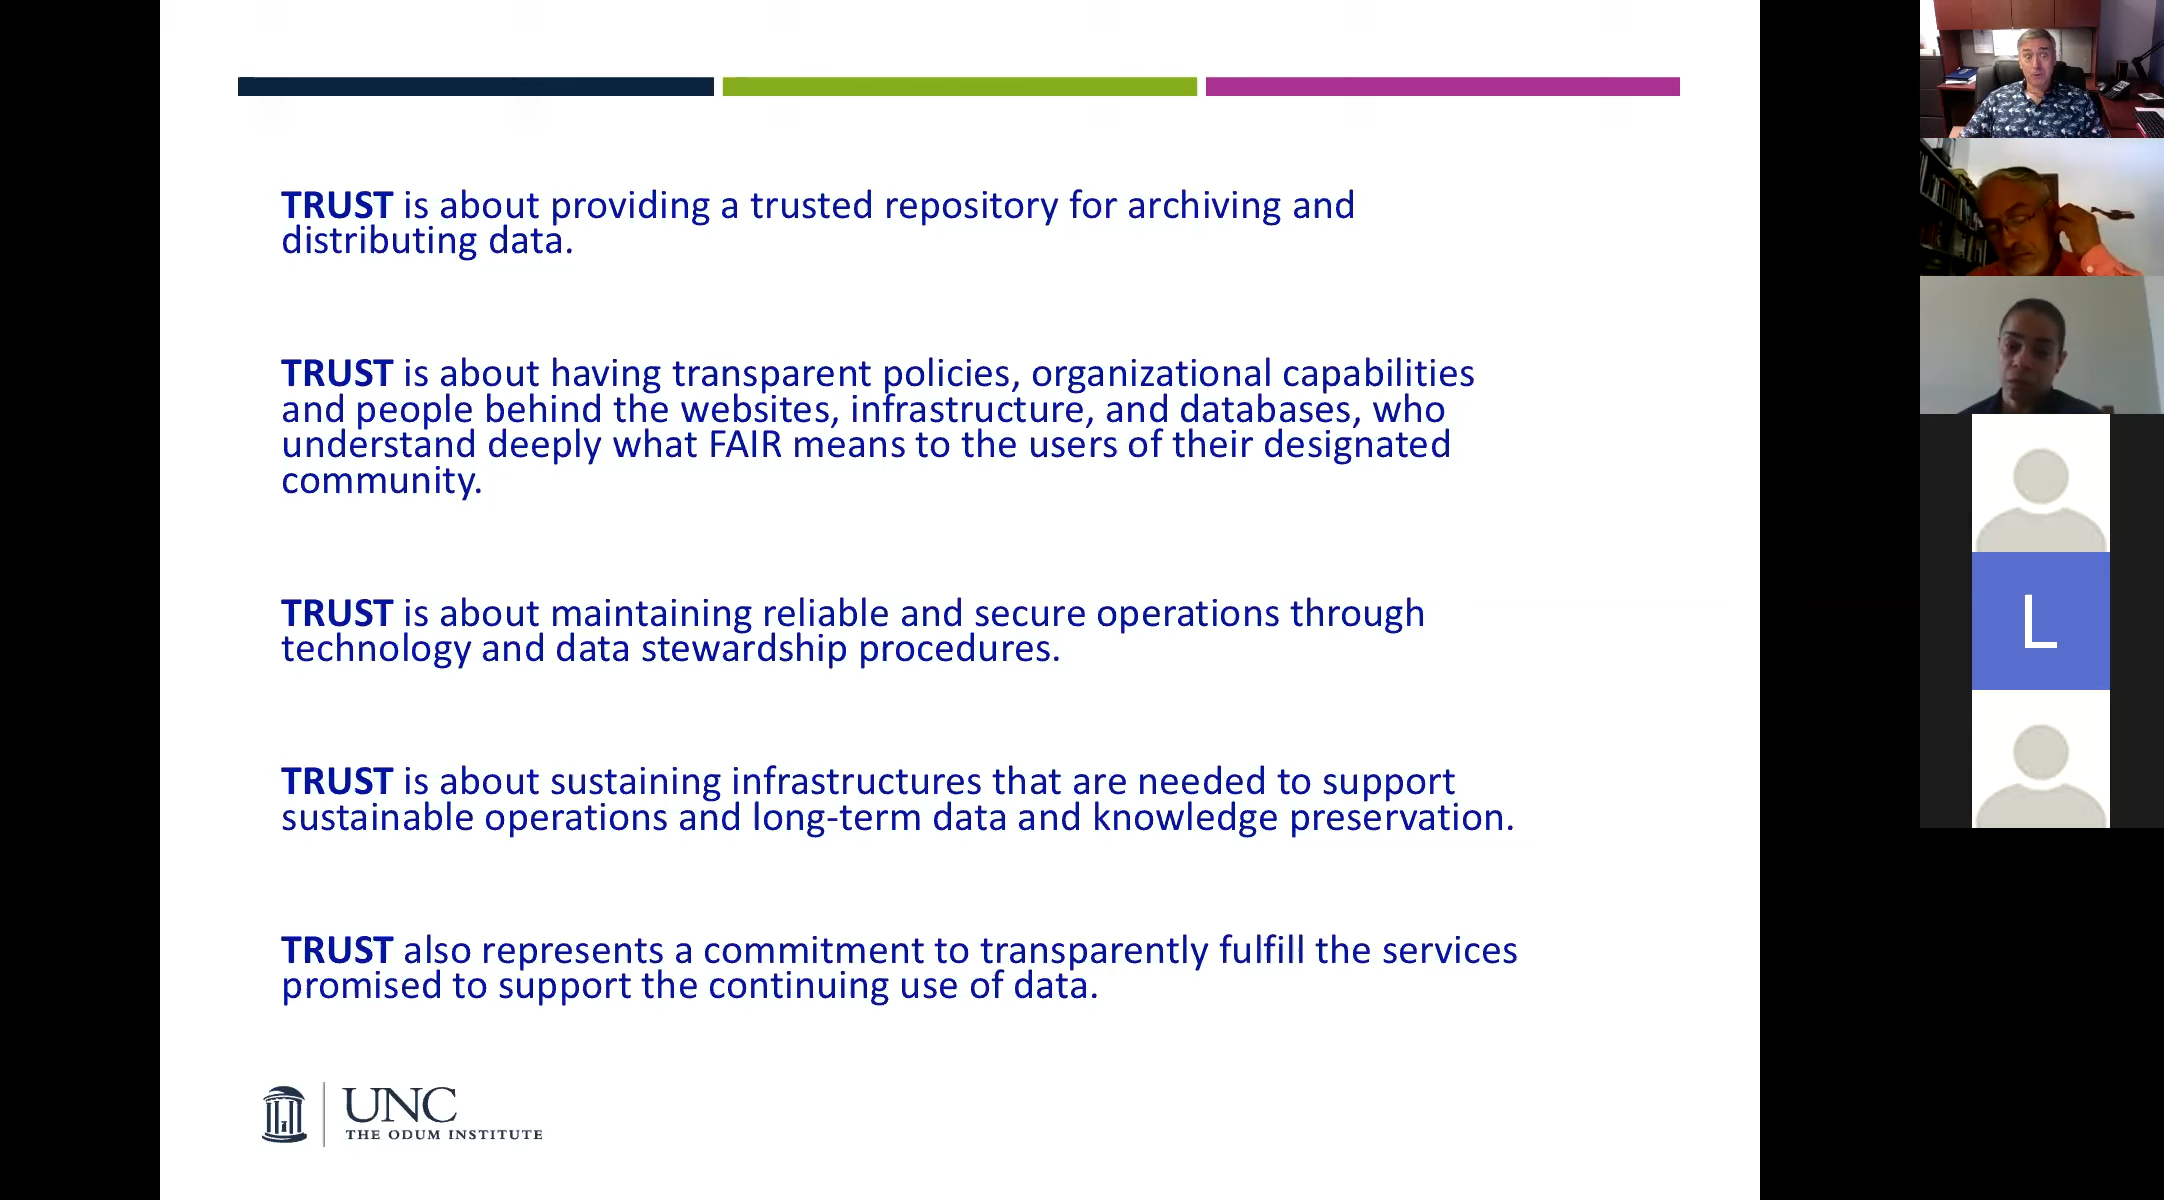 TRUST is about providing a trusted repository for archiving and
distributing data.
TRUST is about having transparent policies, organizational capabilities
and people behind the websites, infrastructure, and databases, who
understand deeply what FAIR means to the users of their designated
community.
TRUST is about maintaining reliable and secure operations through
technology and data stewardship procedures.
TRUST is about sustaining infrastructures that are needed to support
sustainable operations and long-term data and knowledge preservation.
TRUST also represents a commitment to transparently fulfill the services
promised to support the continuing use of data.
UNC
THE ODUM INSTITUTE
L